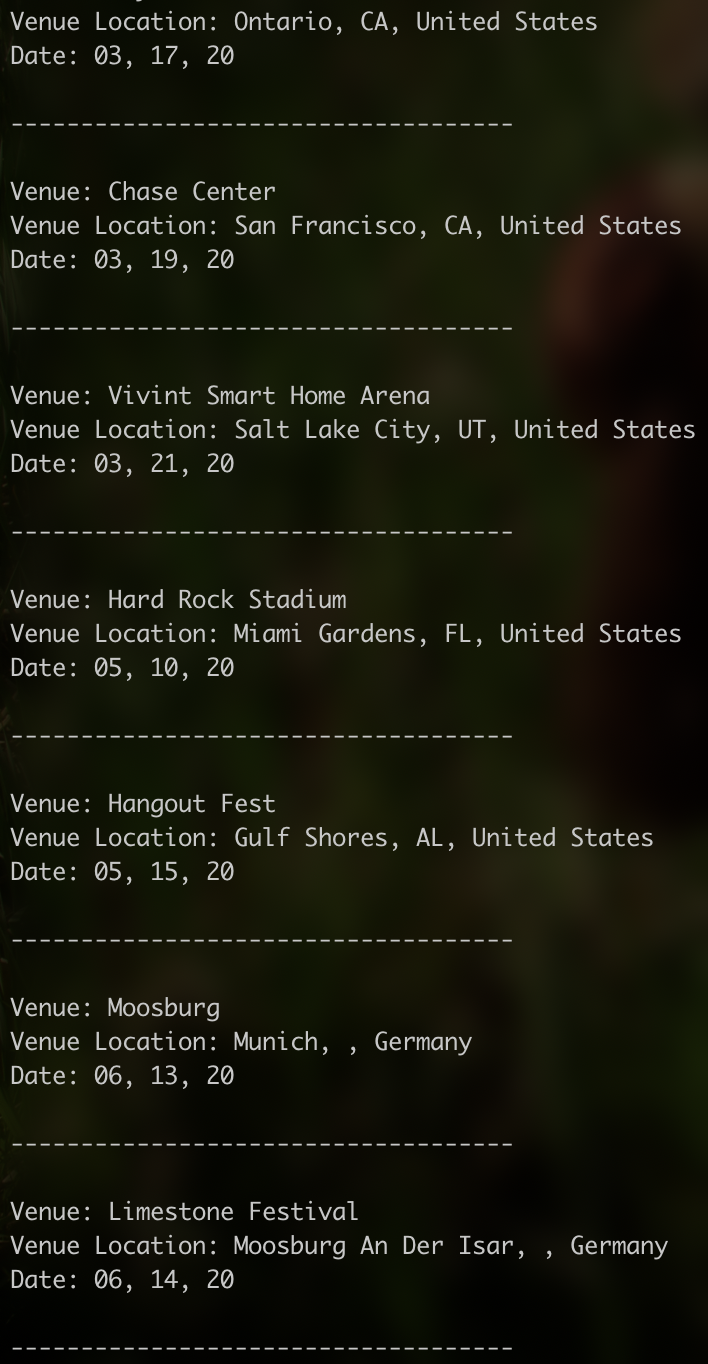 Venue Location: Ontario, CA, United States
Date: 03, 17, 20
------------------------------------
Venue: Chase Center
Venue Location: San Francisco, CA, United States
Date: 03, 19, 20
------------------------------------
Venue: Vivint Smart Home Arena
Venue Location: Salt Lake City, UT, United States
Date: 03, 21, 20
------------------------------------
Venue: Hard Rock Stadium
Venue Location: Miami Gardens, FL, United States
Date: 05, 10, 20
------------------------------------
Venue: Hangout Fest
Venue Location: Gulf Shores, AL, United States
Date: 05, 15, 20
------------------------------------
Venue: Moosburg
Venue Location: Munich, , Germany
Date: 06, 13, 20
------------------------------------
Venue: Limestone Festival
Venue Location: Moosburg An Der Isar, , Germany
Date: 06, 14, 20
------------------------------------